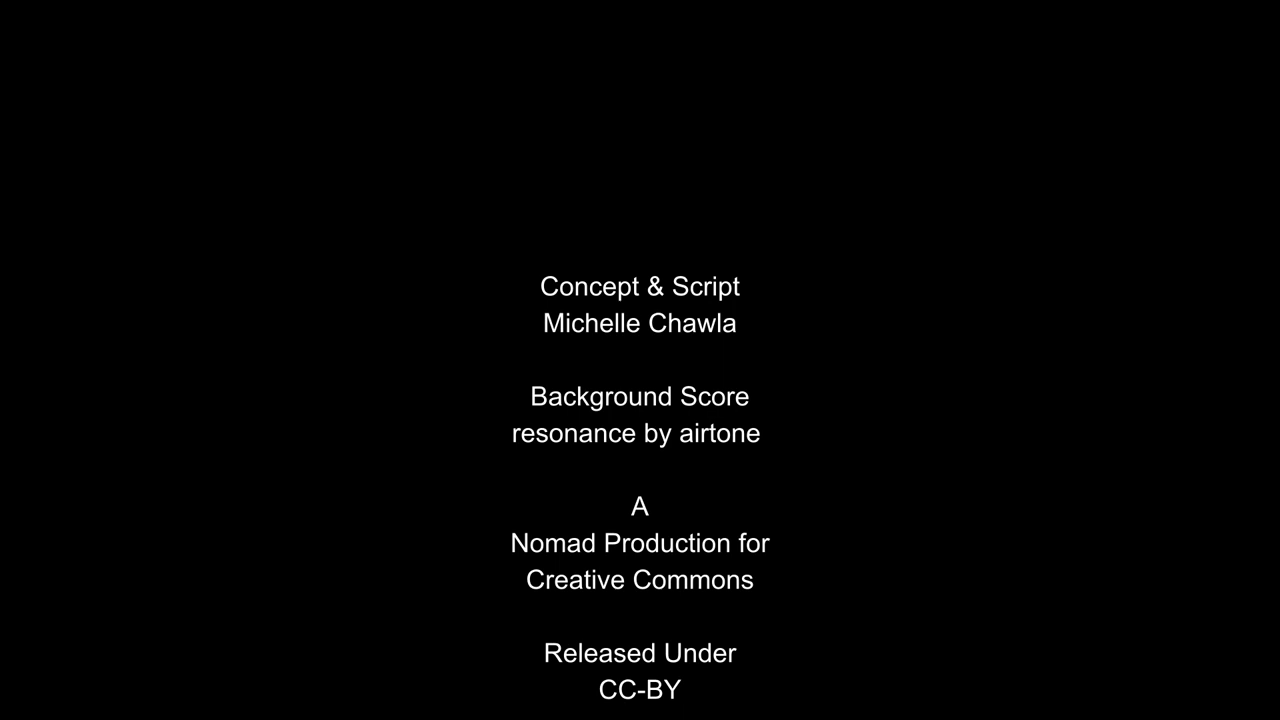 Concept & Script
Michelle Chawla
Background Score
resonance by airtone
A
Nomad Production for
Creative Commons
Released Under
CC-BY